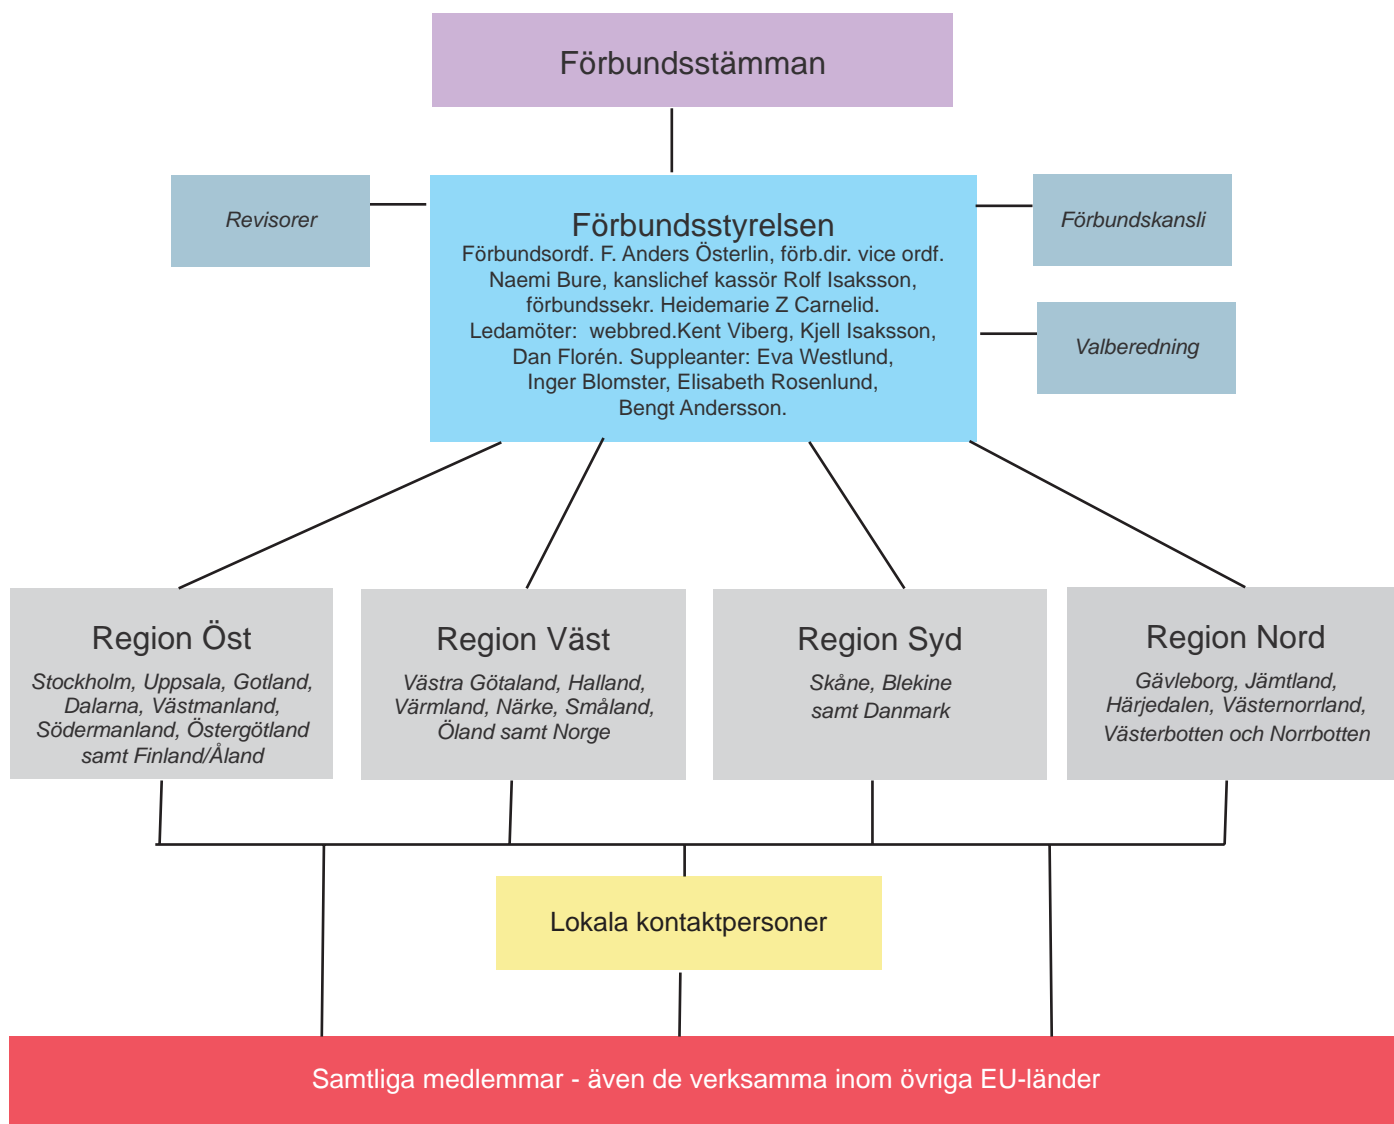 Förbundsstämman
Revisorer
Förbundsstyrelsen
Förbundsordf. F. Anders Österlin, förb.dir. vice ordf.
Naemi Bure, kanslichef kassör Rolf Isaksson,
förbundssekr. Heidemarie Z Carnelid.
Ledamöter:  webbred.Kent Viberg, Kjell Isaksson,
Dan Florén. Suppleanter: Eva Westlund,
Inger Blomster, Elisabeth Rosenlund,
Bengt Andersson.
Förbundskansli
Valberedning
Region Öst
Stockholm, Uppsala, Gotland,
Dalarna, Västmanland,
Södermanland, Östergötland
samt Finland/Åland
Region Väst
Västra Götaland, Halland,
Värmland, Närke, Småland,
Öland samt Norge
Region Syd
Skåne, Blekine
samt Danmark
Region Nord
Gävleborg, Jämtland,
Härjedalen, Västernorrland,
Västerbotten och Norrbotten
Lokala kontaktpersoner
Samtliga medlemmar - även de verksamma inom övriga EU-länder